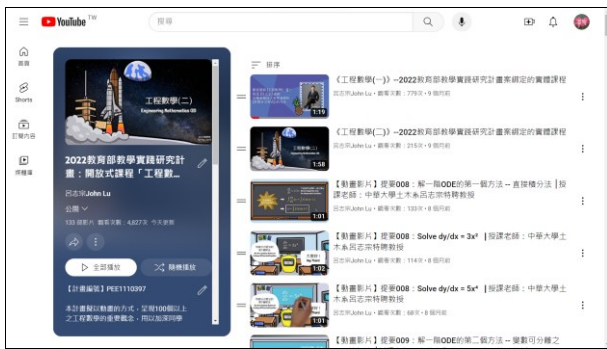 YouTube TW
搜尋
首頁
Shorts
訂閱內容
媒體庫
工程數學(二)
Engineering Mathematics (II)
2022教育部教學實踐研究計
畫：開放式課程「工程數...
呂志宗John Lu
公開
133 部影片 觀看次數：4,827次 今天更新
全部播放
隨機播放
【計畫編號】PEE1110397
本計畫擬以動畫的方式，呈現100個以上
之工程數學的重要觀念，用以加深同學
排序
1:19
《工程數學(一)》--2022教育部教學實踐研究計畫案綁定的實體課程
呂志宗John Lu • 觀看次數：779次 • 9 個月前
1:58
《工程數學(二)》--2022教育部教學實踐研究計畫案綁定的實體課程
呂志宗John Lu • 觀看次數：215次 • 9 個月前
1:01
【動畫影片】提要008：解一階ODE的第一個方法 -- 直接積分法 | 授
課老師：中華大學土木系呂志宗特聘教授
呂志宗John Lu • 觀看次數：133次 • 8 個月前
1:02
【動畫影片】提要008：Solve dy/dx = 3x² | 授課老師：中華大學土
木系呂志宗特聘教授
呂志宗John Lu • 觀看次數：114次 • 8 個月前
1:01
【動畫影片】提要008：Solve dy/dx = 5x⁴ | 授課老師：中華大學土
木系呂志宗特聘教授
呂志宗John Lu • 觀看次數：68次 • 8 個月前
【動畫影片】提要009：解一階ODE的第二個方法 -- 變數可分離之